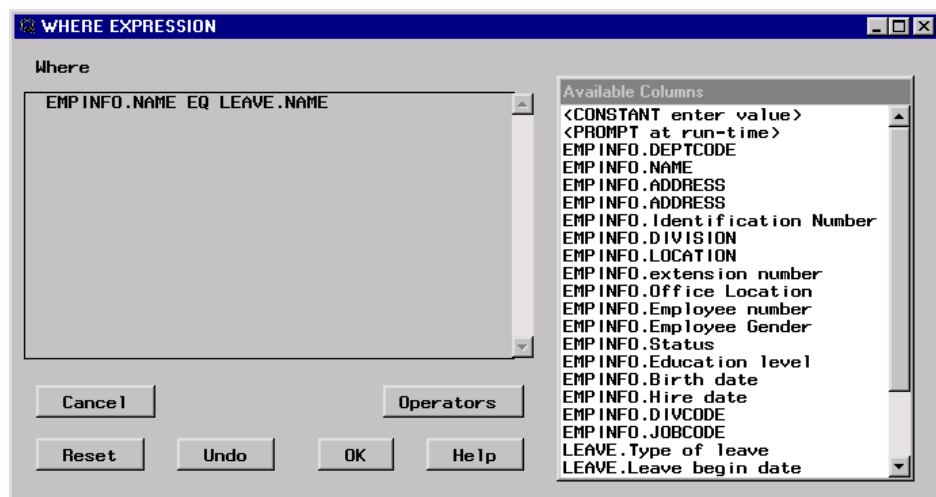 WHERE EXPRESSION
Where
EMPINFO.NAME EQ LEAVE.NAME
Cancel
Operators
Reset
Undo
OK
Help
Available Columns
<CONSTANT enter value>
<PROMPT at run-time>
EMPINFO.DEPTCODE
EMPINFO.NAME
EMPINFO.ADDRESS
EMPINFO.ADDRESS
EMPINFO.Identification Number
EMPINFO.DIVISION
EMPINFO.LOCATION
EMPINFO.extension number
EMPINFO.Office Location
EMPINFO.Employee number
EMPINFO.Employee Gender
EMPINFO.Status
EMPINFO.Education level
EMPINFO.Birth date
EMPINFO.Hire date
EMPINFO.DIVCODE
EMPINFO.JOBCODE
LEAVE.Type of leave
LEAVE.Leave begin date